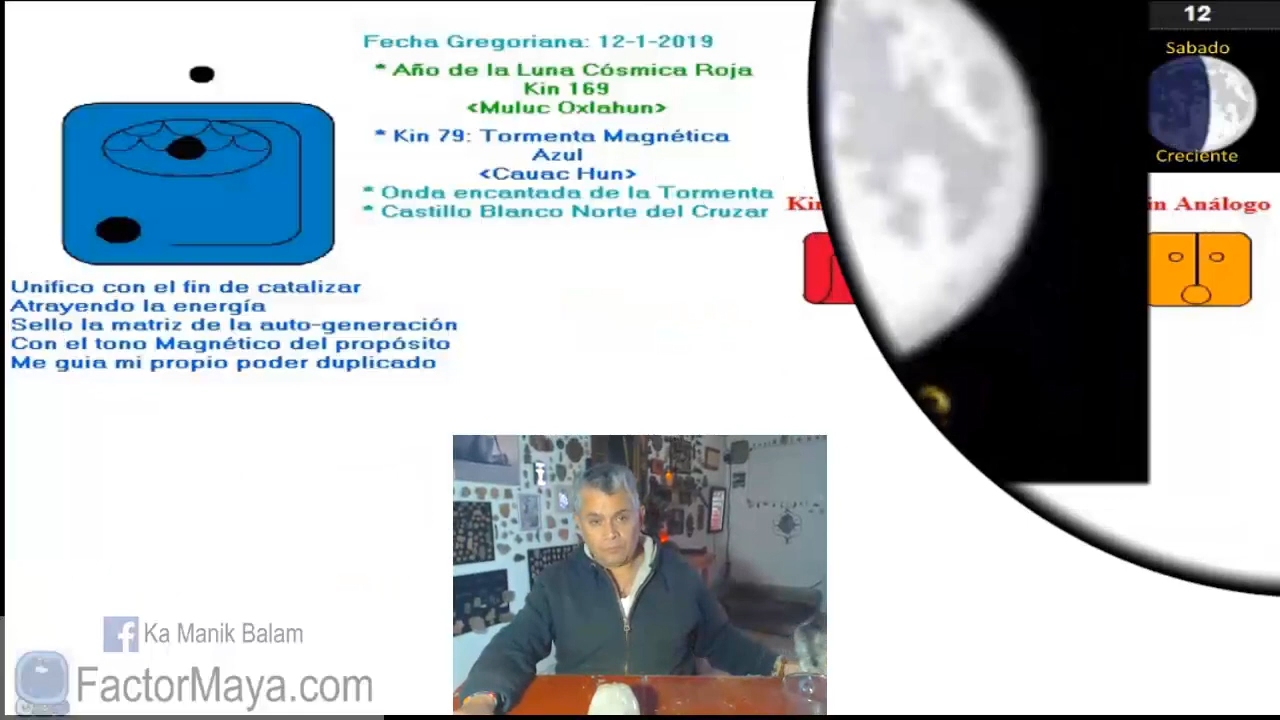 12
Fecha Gregoriana: 12-1-2019
Sabado
* Año de la Luna Cósmica Roja
Kin 169
<Muluc Oxlahun>
* Kin 79: Tormenta Magnética
Azul
<Cauac Hun>
Creciente
* Onda encantada de la Tormenta
* Castillo Blanco Norte del Cruzar
Kin
in Análogo
Unifico con el fin de catalizar
Atrayendo la energía
Sello la matriz de la auto-generación
Con el tono Magnético del propósito
Me guia mi propio poder duplicado
Ka Manik Balam
FactorMaya.com